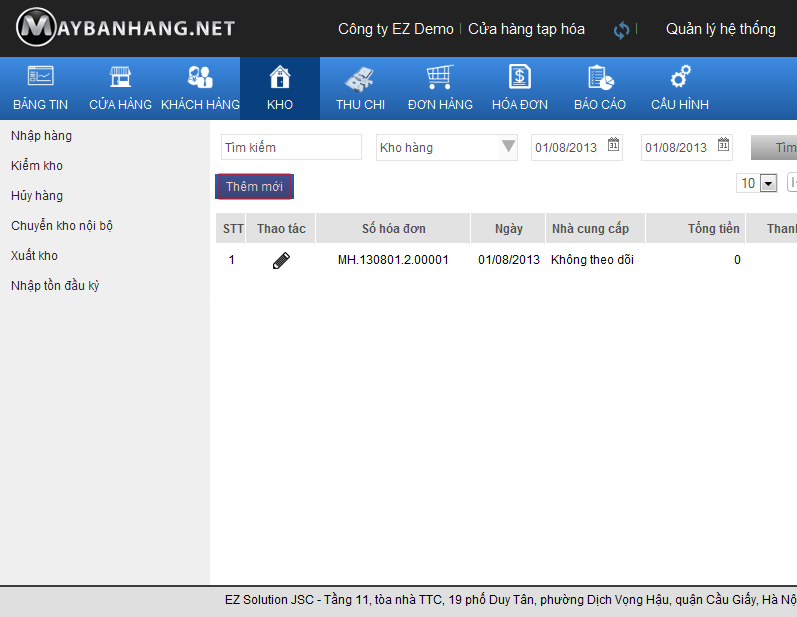 MAYBANHANG.NET Công ty EZ Demo | Cửa hàng tạp hóa | Quản lý hệ thống
BẢNG TIN CỬA HÀNG KHÁCH HÀNG KHO THU CHI ĐƠN HÀNG HÓA ĐƠN BÁO CÁO CẤU HÌNH
Nhập hàng
Kiểm kho
Hủy hàng
Chuyển kho nội bộ
Xuất kho
Nhập tồn đầu kỳ
Tìm kiếm Kho hàng 01/08/2013 31 01/08/2013 31 Tìm
Thêm mới 10
STT Thao tác Số hóa đơn Ngày Nhà cung cấp Tổng tiền Thanh
1 MH.130801.2.00001 01/08/2013 Không theo dõi 0
EZ Solution JSC - Tầng 11, tòa nhà TTC, 19 phố Duy Tân, phường Dịch Vọng Hậu, quận Cầu Giấy, Hà Nộ